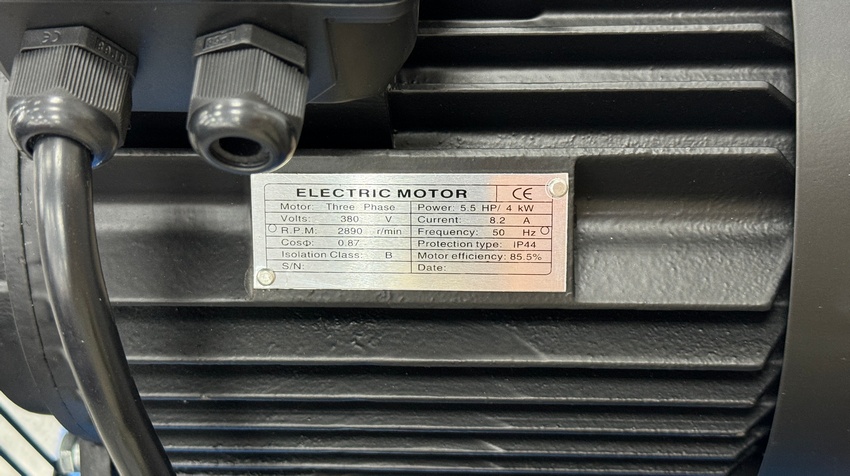 ELECTRIC MOTOR CE
Motor: Three Phase Power: 5.5 HP/ 4 kW
Volts: 380 V Current: 8.2 A
R.P.M: 2890 r/min Frequency: 50 Hz
CosΦ: 0.87 Protection type: IP44
Isolation Class: B Motor efficiency: 85.5%
S/N: Date: